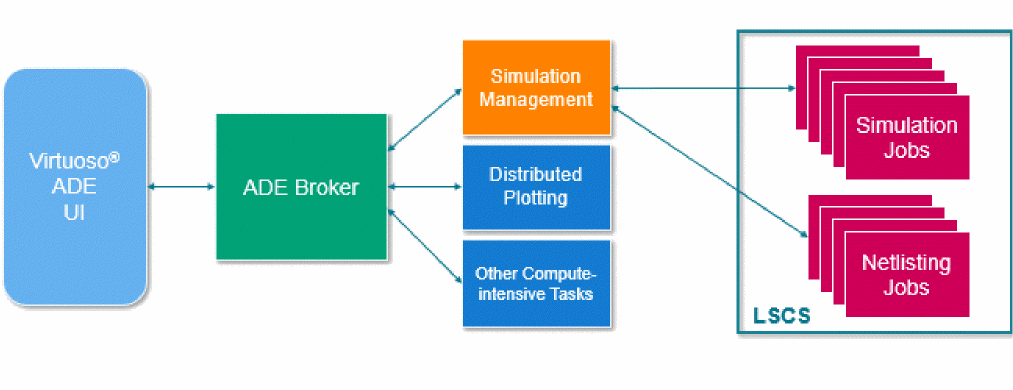 Virtuoso®
ADE
UI
ADE Broker
Simulation
Management
Distributed
Plotting
Other Compute-
intensive Tasks
Simulation
Jobs
Netlisting
Jobs
LSCS